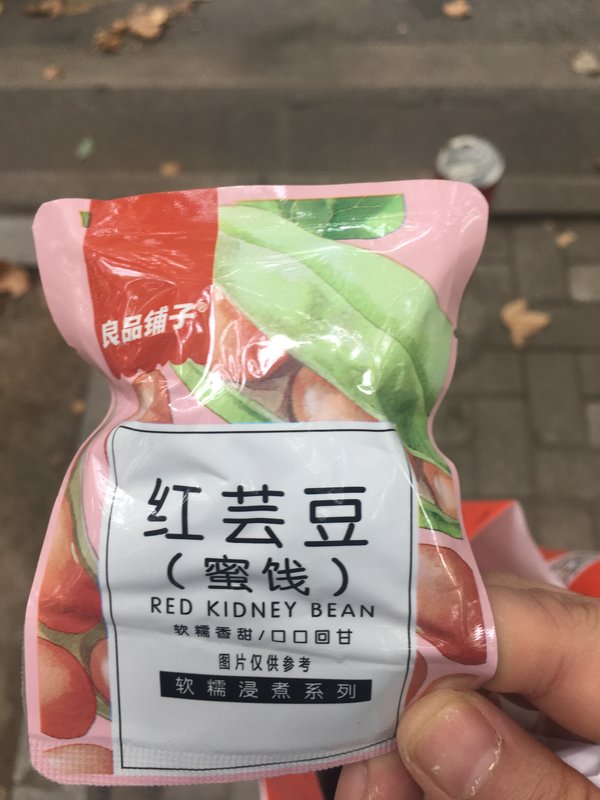 良品铺子®
红芸豆
(蜜饯)
RED KIDNEY BEAN
软糯香甜/口口回甘
图片仅供参考
软糯浸煮系列